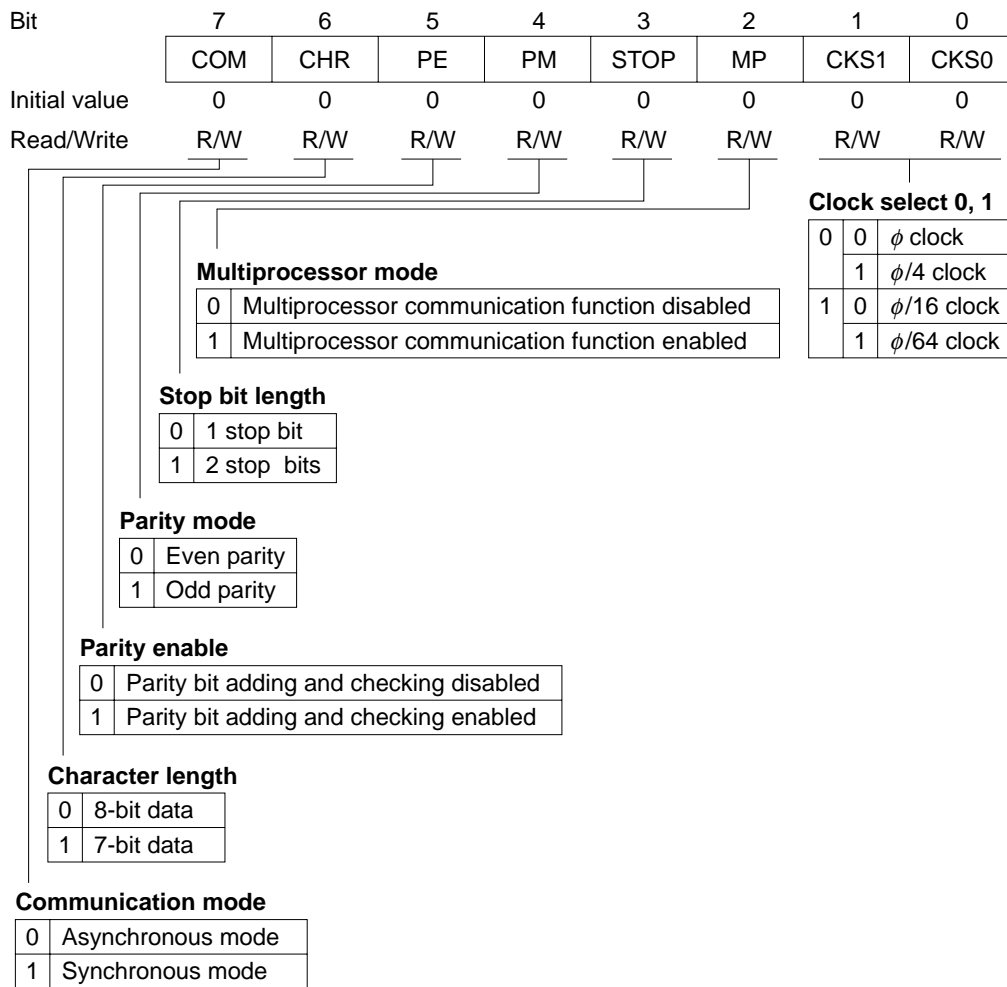 Bit 7 6 5 4 3 2 1 0
COM CHR PE PM STOP MP CKS1 CKS0
Initial value 0 0 0 0 0 0 0 0
Read/Write R/W R/W R/W R/W R/W R/W R/W R/W
Clock select 0, 1
0 0 ϕ clock
1 ϕ/4 clock
1 0 ϕ/16 clock
1 ϕ/64 clock
Multiprocessor mode
0 Multiprocessor communication function disabled
1 Multiprocessor communication function enabled
Stop bit length
0 1 stop bit
1 2 stop bits
Parity mode
0 Even parity
1 Odd parity
Parity enable
0 Parity bit adding and checking disabled
1 Parity bit adding and checking enabled
Character length
0 8-bit data
1 7-bit data
Communication mode
0 Asynchronous mode
1 Synchronous mode